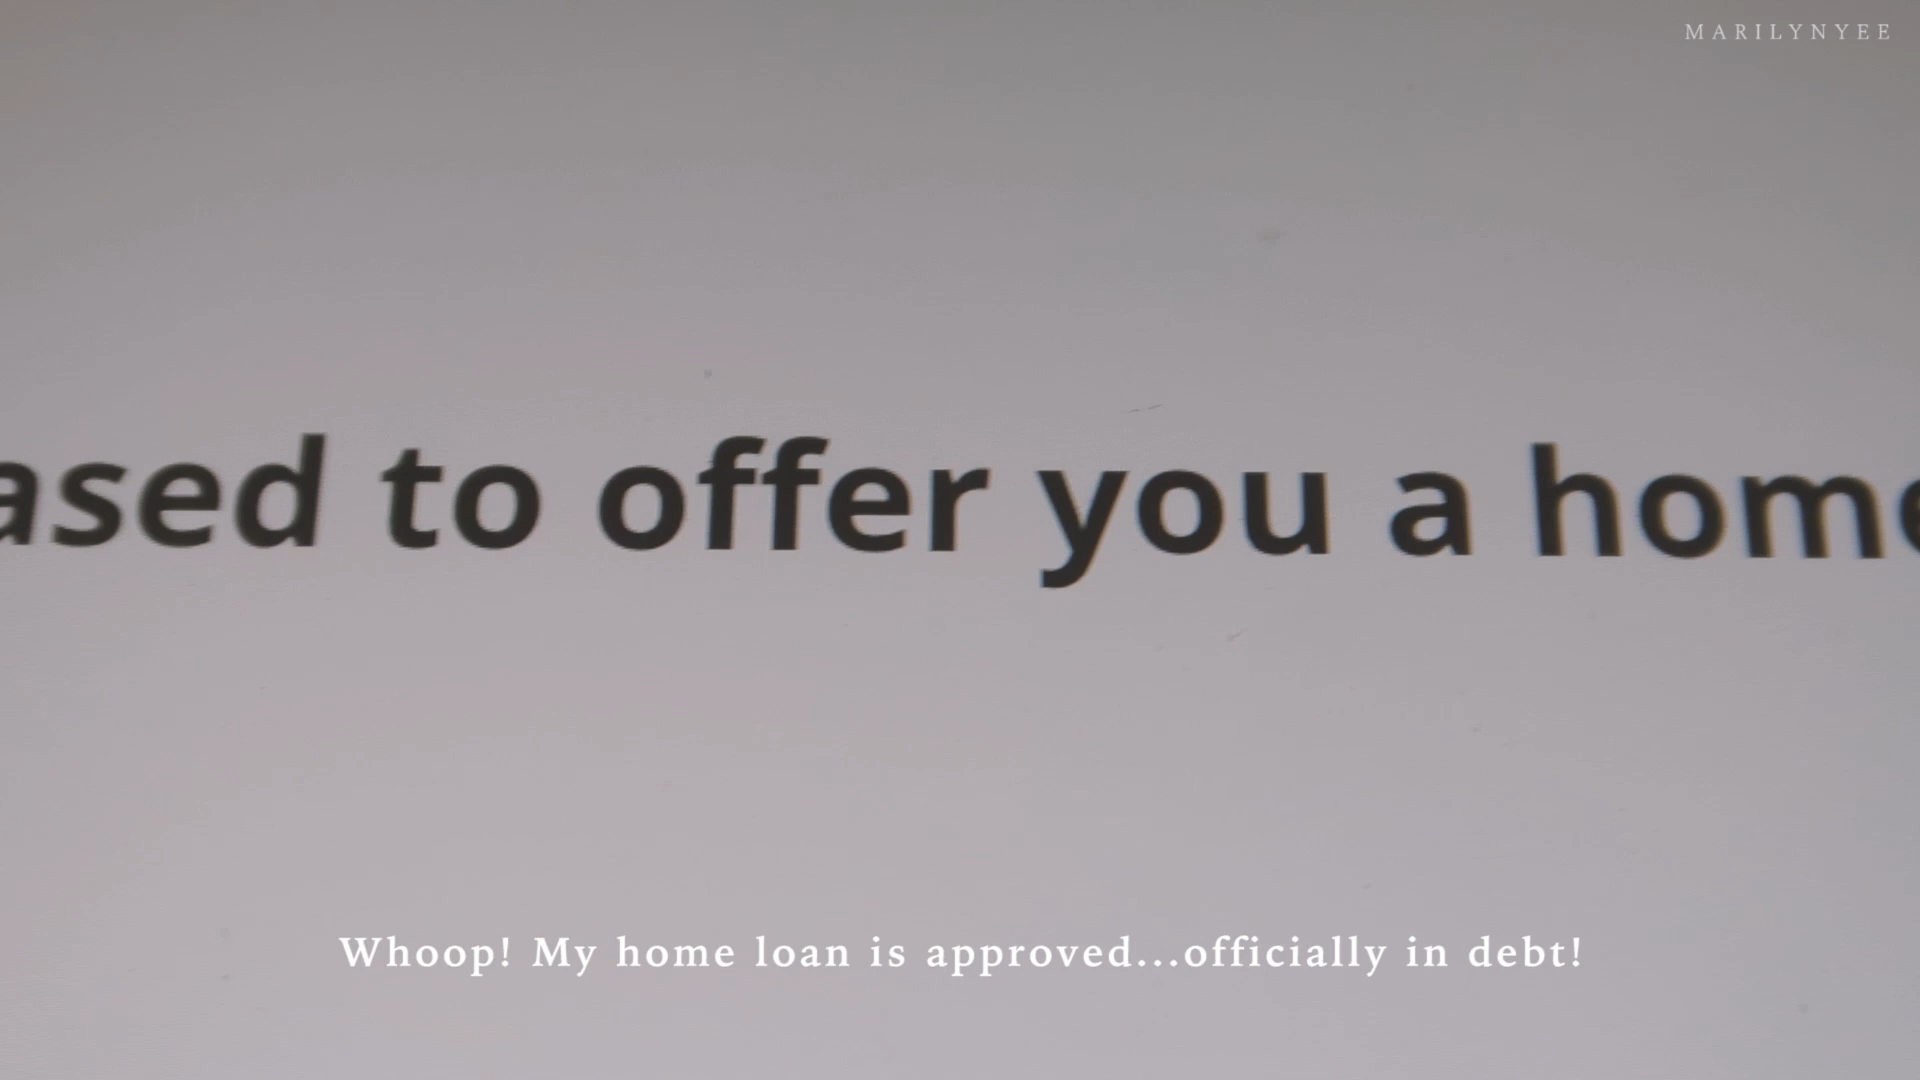 MARILYNYEE
ased to offer you a home
Whoop! My home loan is approved...officially in debt!